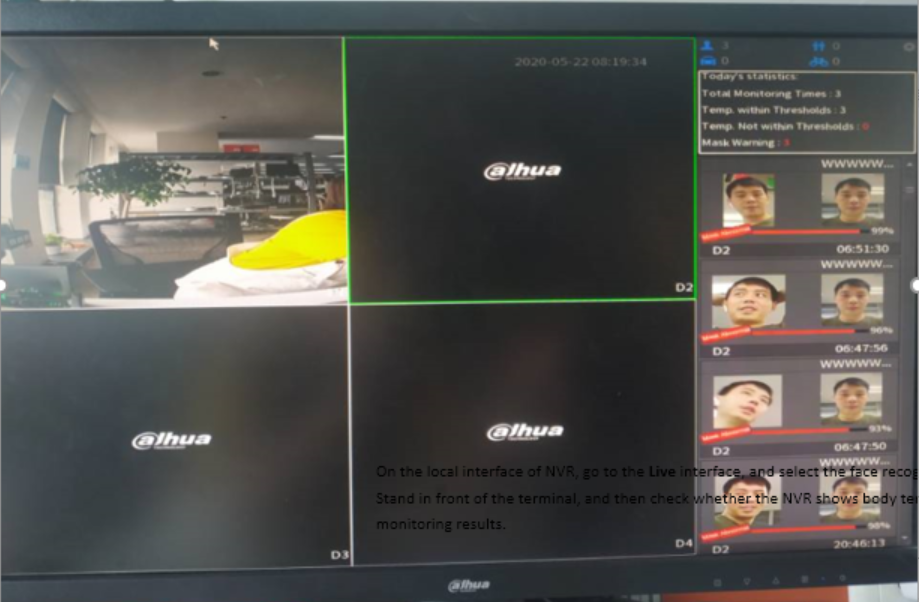 2020-05-22 08:19:34
alhua
TECHNOLOGY
D2
alhua
TECHNOLOGY
D3
alhua
TECHNOLOGY
D4
3
0
0
0
Today's statistics:
Total Monitoring Times : 3
Temp. within Thresholds : 3
Temp. Not within Thresholds : 0
Mask Warning : 3
WWWWW...
99%
D2 06:51:30
WWWWW...
96%
D2 06:47:56
WWWWW...
93%
D2 06:47:50
WWWWW...
98%
D2 20:46:13
On the local interface of NVR, go to the Live interface, and select the face recog
Stand in front of the terminal, and then check whether the NVR shows body te
monitoring results.
alhua